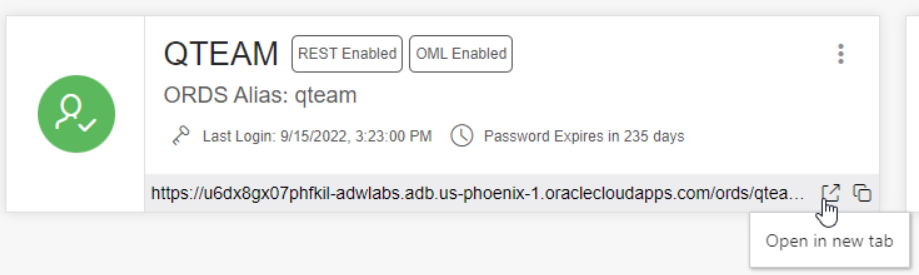 QTEAM REST Enabled OML Enabled
ORDS Alias: qteam
Last Login: 9/15/2022, 3:23:00 PM Password Expires in 235 days
https://u6dx8gx07phfkil-adwlabs.adb.us-phoenix-1.oraclecloudapps.com/ords/qtea...
Open in new tab